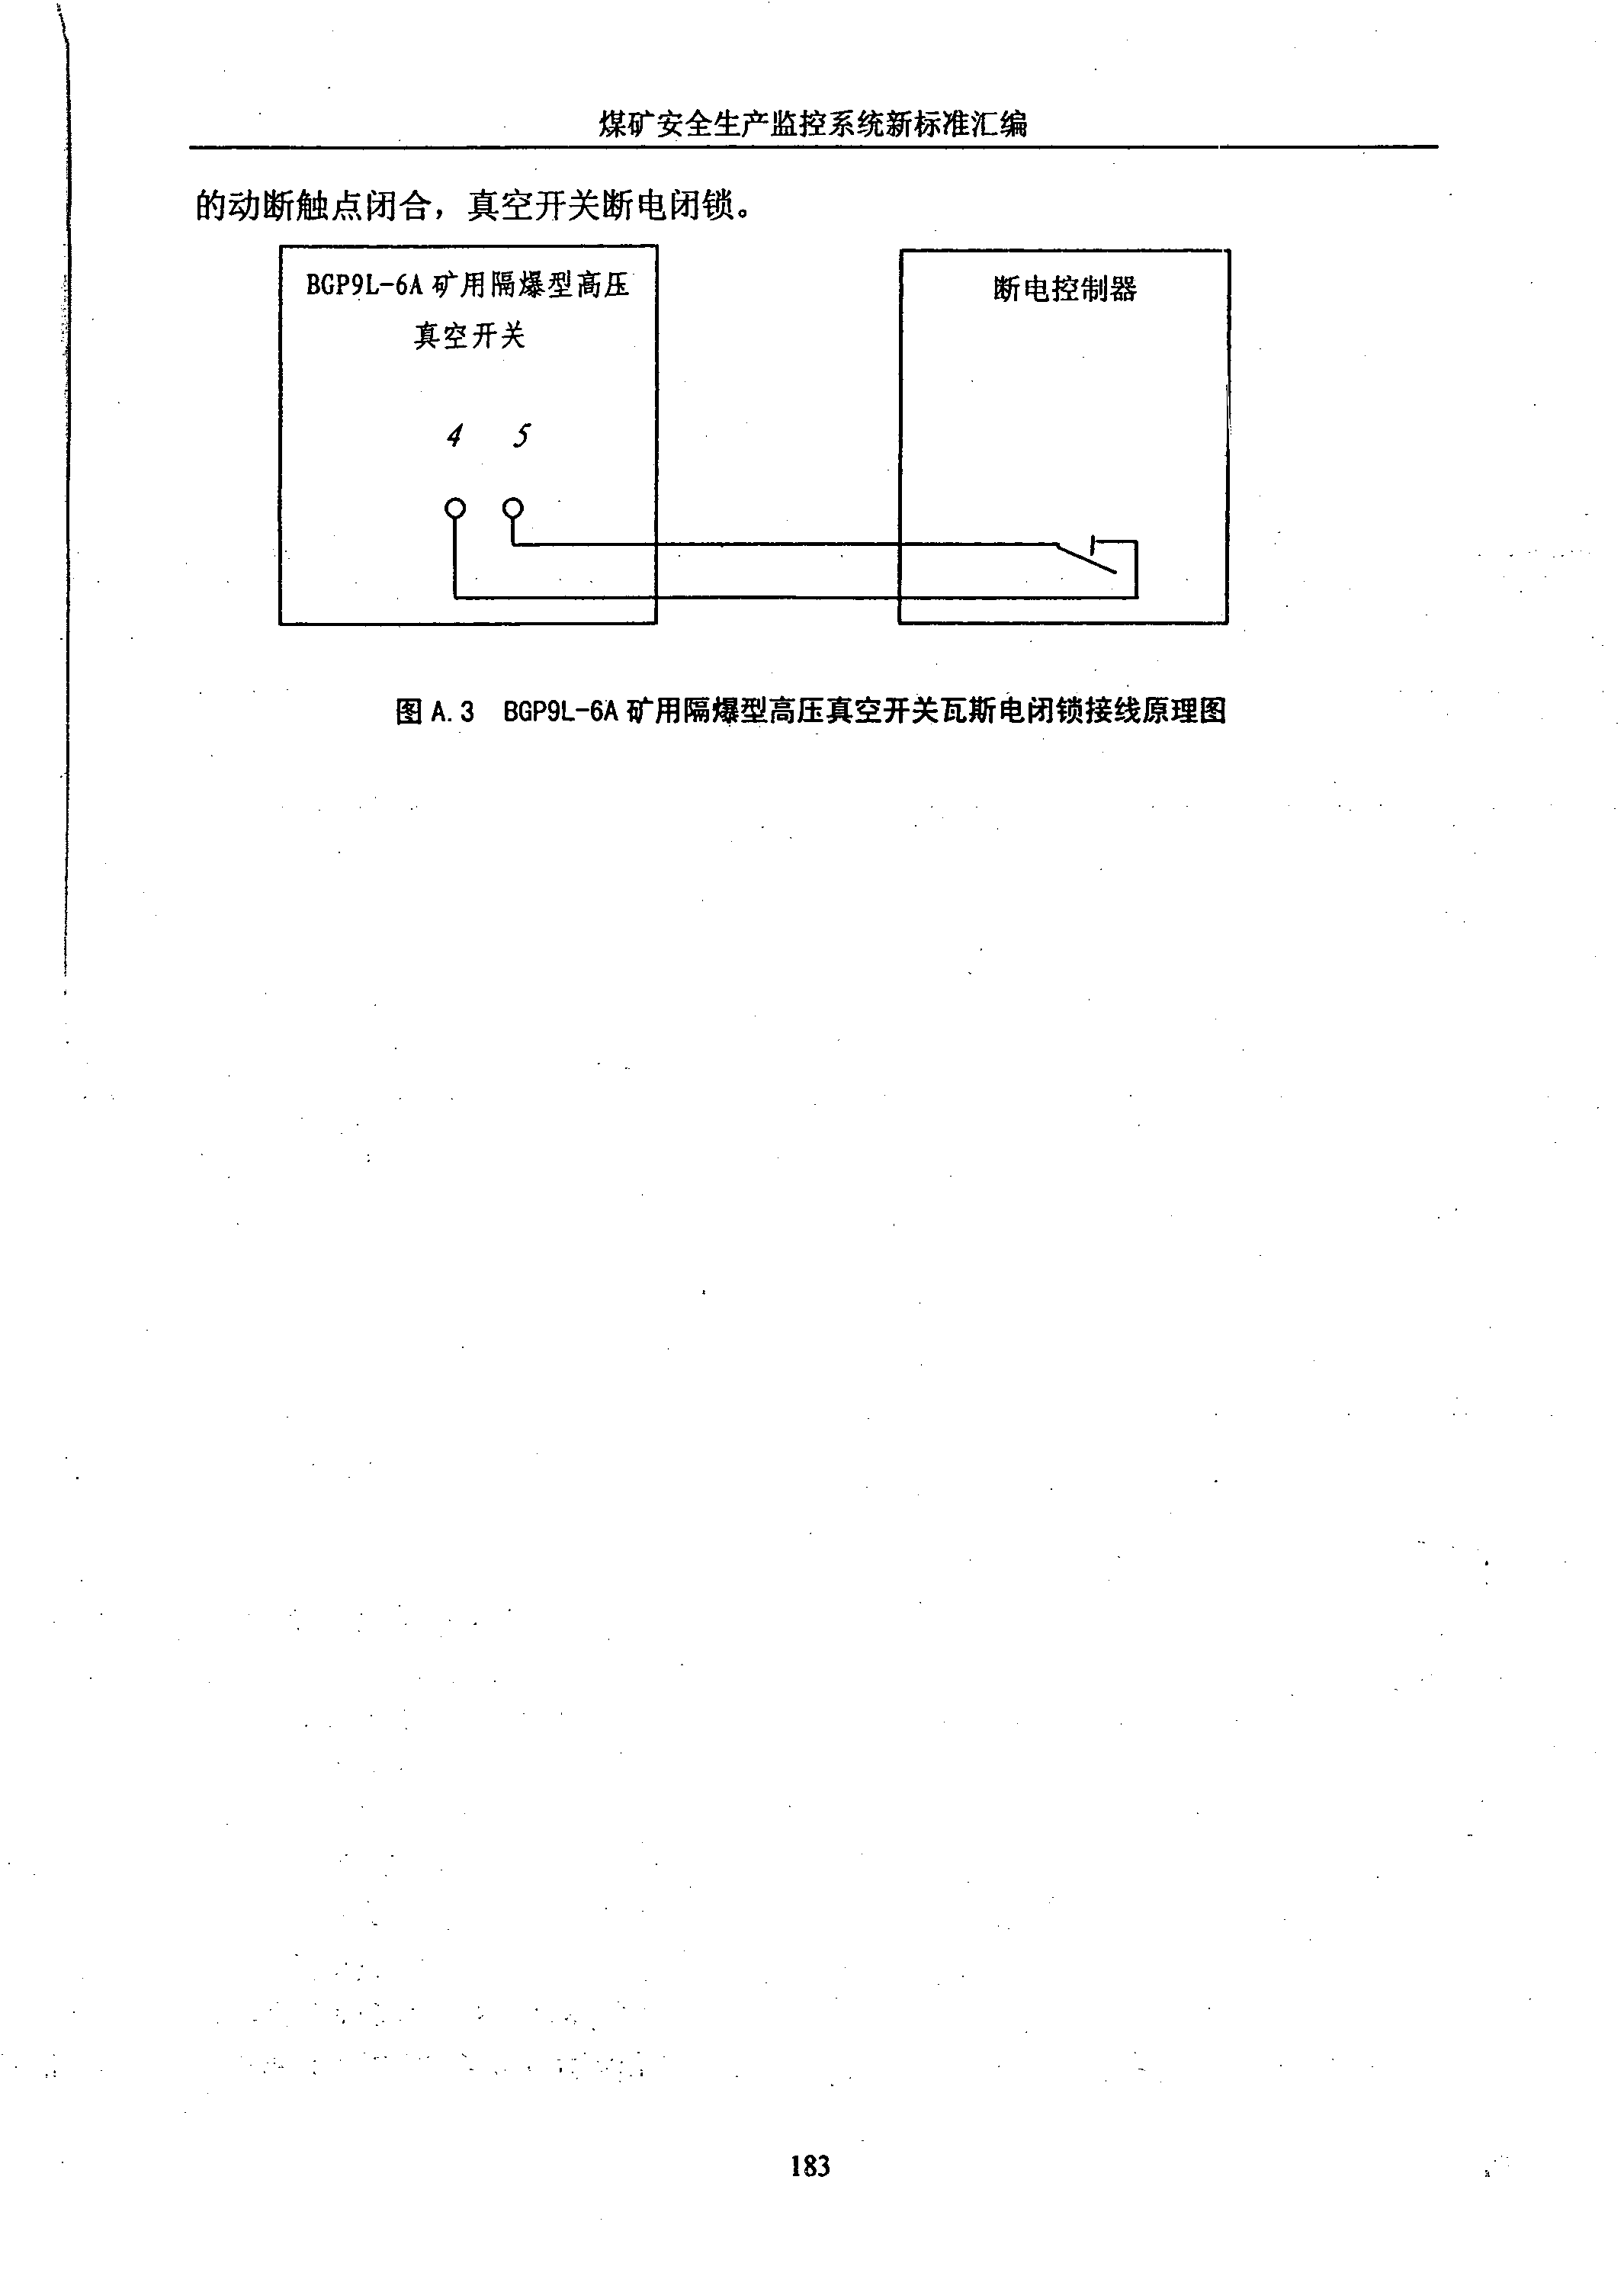 煤矿安全生产监控系统新标准汇编
的动断触点闭合，真空开关断电闭锁。
BGP9L-6A 矿用隔爆型高压
真空开关
4 5
断电控制器
图 A.3 BGP9L-6A 矿用隔爆型高压真空开关瓦斯电闭锁接线原理图
183